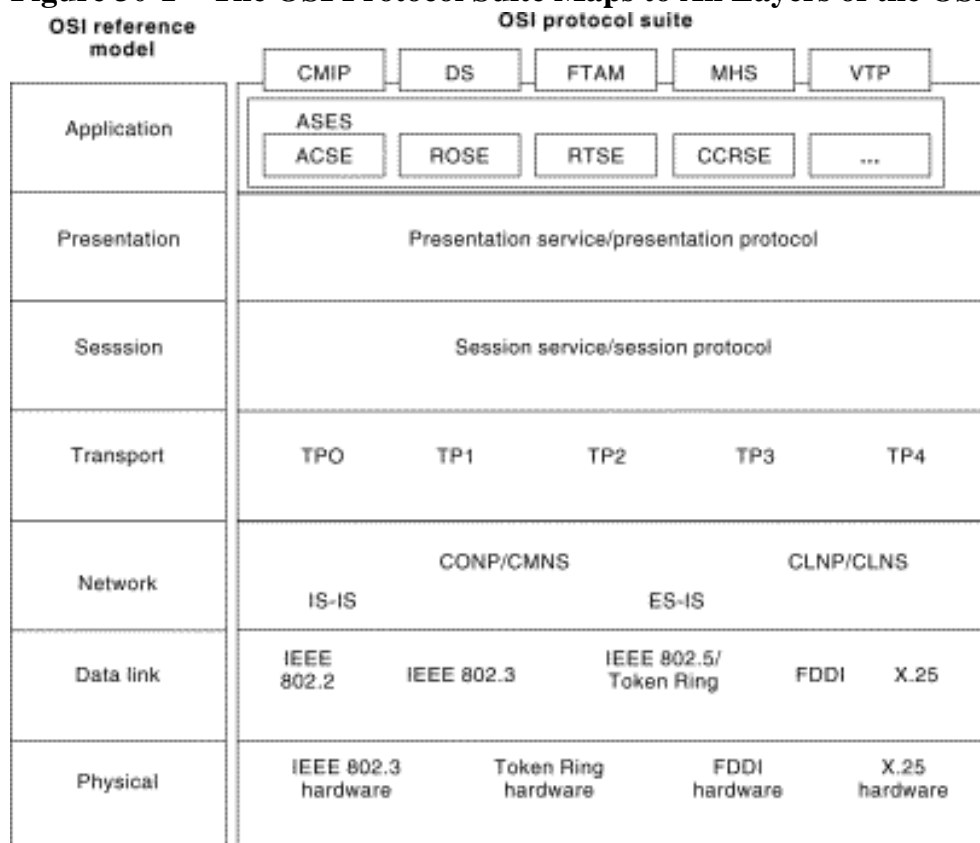 OSI reference
model
OSI protocol suite
CMIP DS FTAM MHS VTP
Application
ASES
ACSE ROSE RTSE CCRSE ...
Presentation
Presentation service/presentation protocol
Sesssion
Session service/session protocol
Transport
TPO TP1 TP2 TP3 TP4
Network
CONP/CMNS CLNP/CLNS
IS-IS ES-IS
Data link
IEEE
802.2
IEEE 802.3
IEEE 802.5/
Token Ring
FDDI
X.25
Physical
IEEE 802.3
hardware
Token Ring
hardware
FDDI
hardware
X.25
hardware